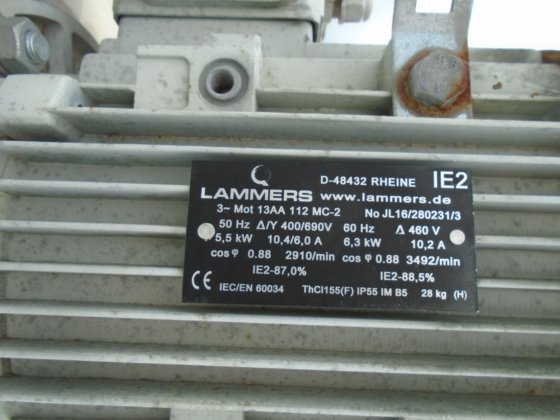 D-48432 RHEINE IE2
LAMMERS www.lammers.de
3~ Mot 13AA 112 MC-2 No JL16/280231/3
50 Hz Δ/Y 400/690V 60 Hz Δ 460 V
5,5 kW 10,4/6,0 A 6,3 kW 10,2 A
cos φ 0.88 2910/min cos φ 0.88 3492/min
IE2-87,0% IE2-88,5%
CE IEC/EN 60034 ThCl155(F) IP55 IM B5 28 kg (H)